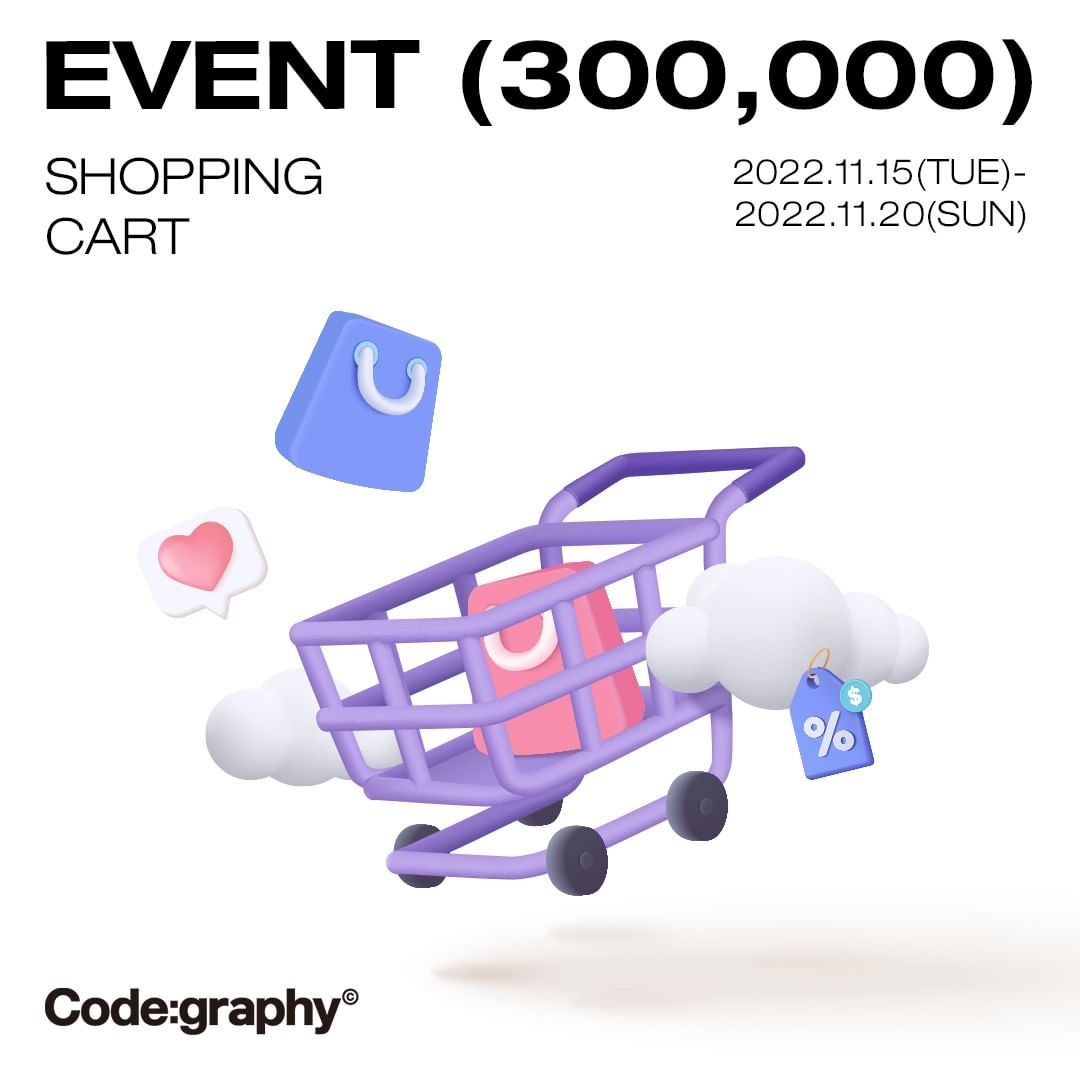 EVENT (300,000)
SHOPPING
CART
2022.11.15(TUE)-
2022.11.20(SUN)
$
%
Code:graphy©